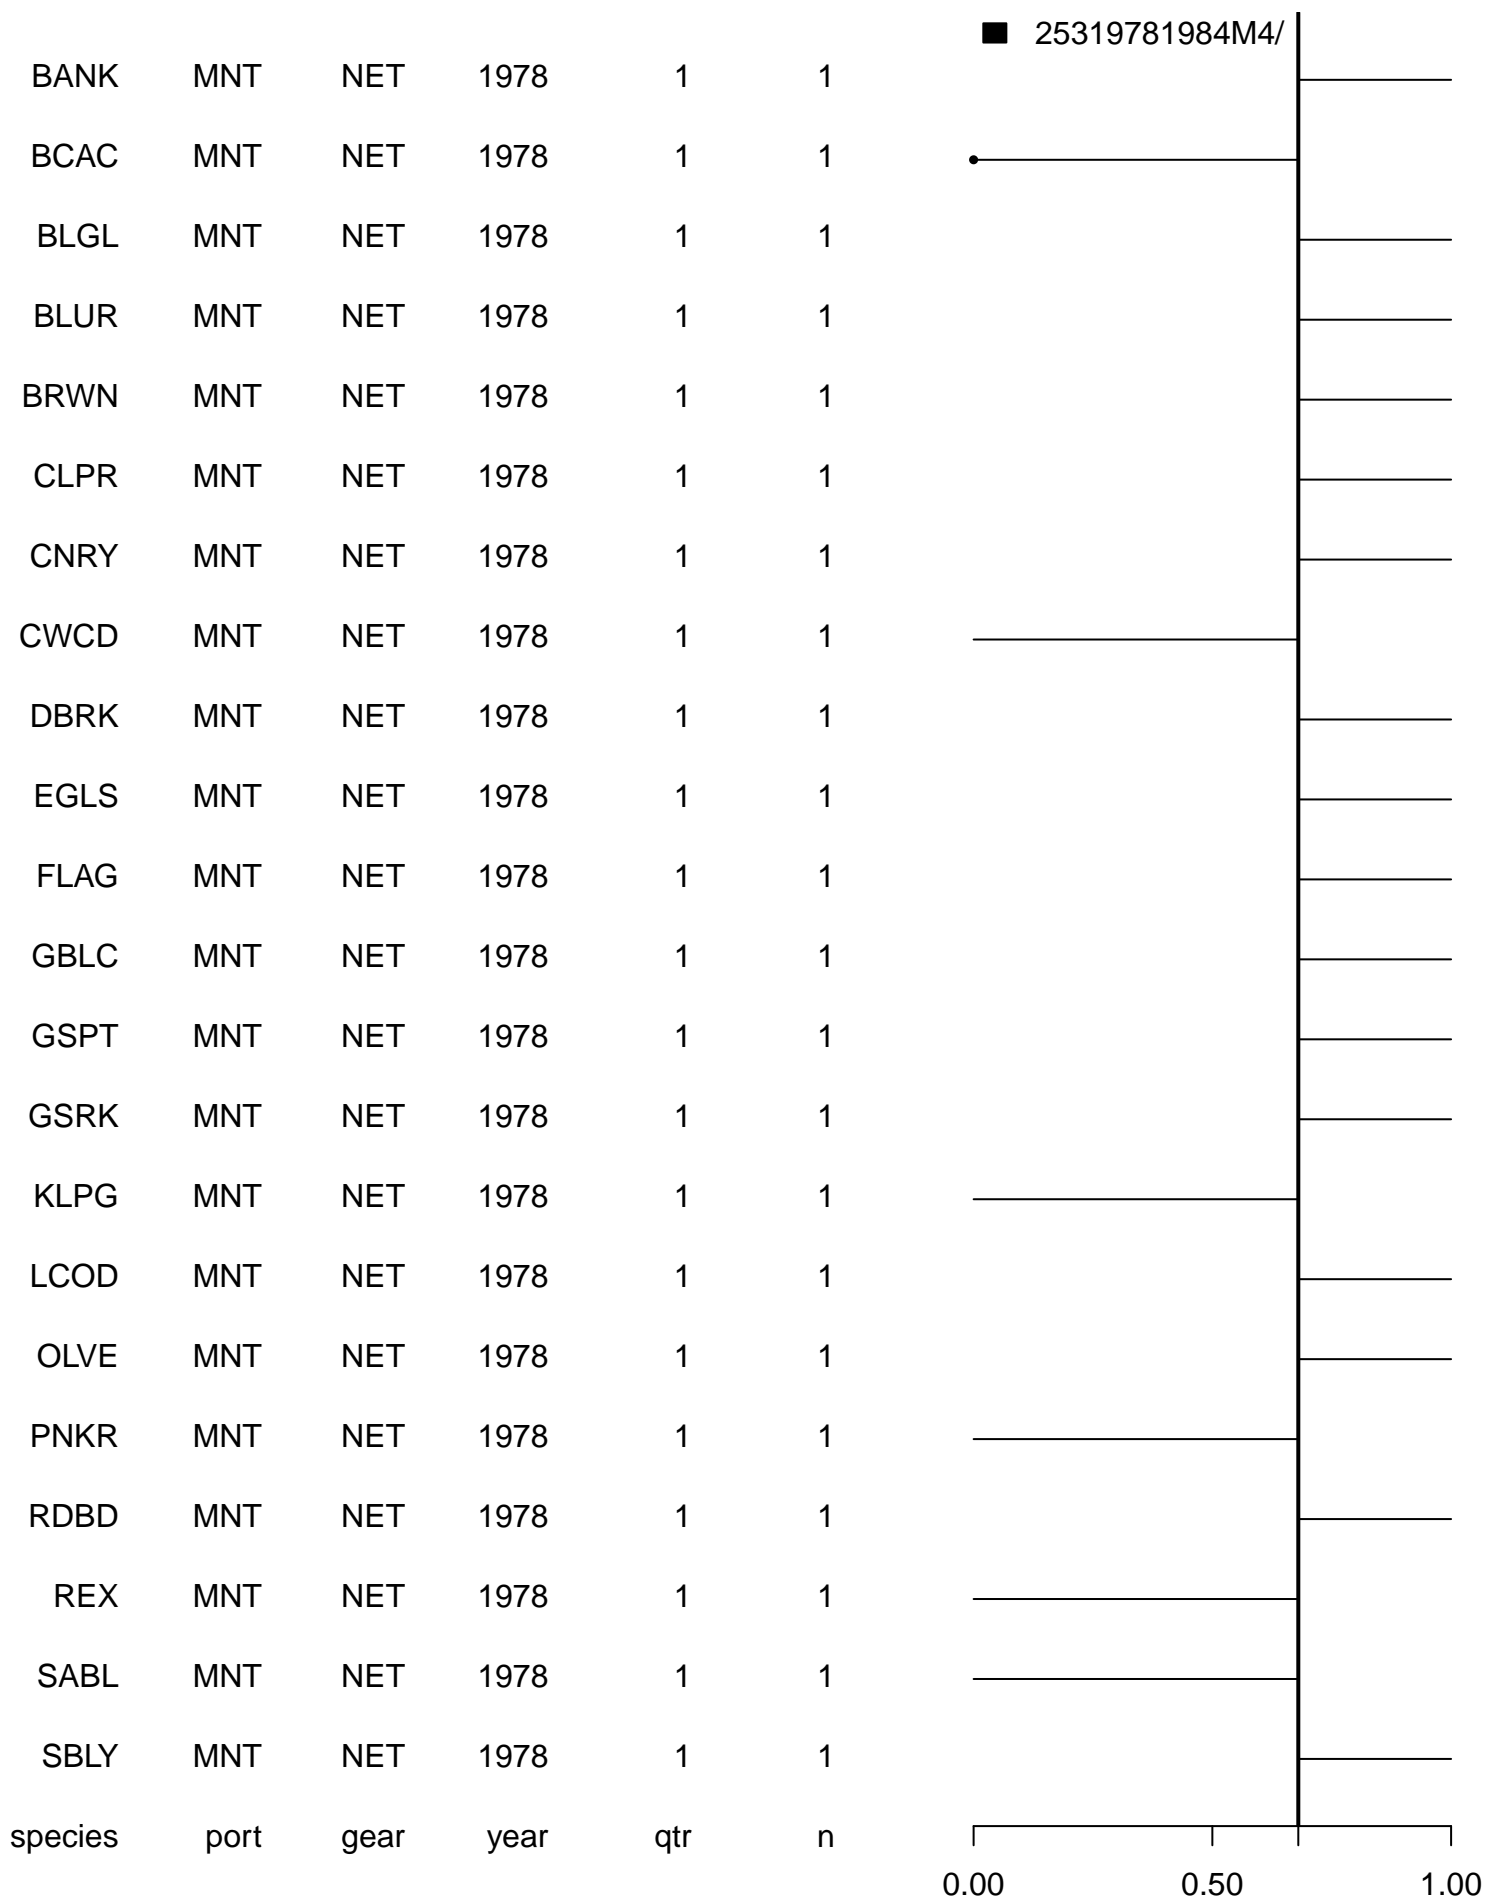 25319781984M4/
BANK MNT NET 1978 1 1
BCAC MNT NET 1978 1 1
BLGL MNT NET 1978 1 1
BLUR MNT NET 1978 1 1
BRWN MNT NET 1978 1 1
CLPR MNT NET 1978 1 1
CNRY MNT NET 1978 1 1
CWCD MNT NET 1978 1 1
DBRK MNT NET 1978 1 1
EGLS MNT NET 1978 1 1
FLAG MNT NET 1978 1 1
GBLC MNT NET 1978 1 1
GSPT MNT NET 1978 1 1
GSRK MNT NET 1978 1 1
KLPG MNT NET 1978 1 1
LCOD MNT NET 1978 1 1
OLVE MNT NET 1978 1 1
PNKR MNT NET 1978 1 1
RDBD MNT NET 1978 1 1
REX MNT NET 1978 1 1
SABL MNT NET 1978 1 1
SBLY MNT NET 1978 1 1
species port gear year qtr n
0.00 0.50 1.00